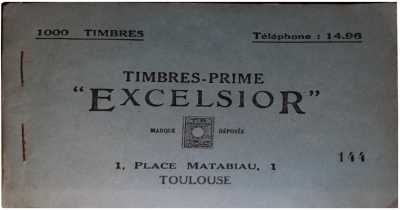 1000 TIMBRES Téléphone : 14.96
TIMBRES-PRIME
"EXCELSIOR"
MARQUE DÉPOSÉE
1, PLACE MATABIAU, 1
144
TOULOUSE